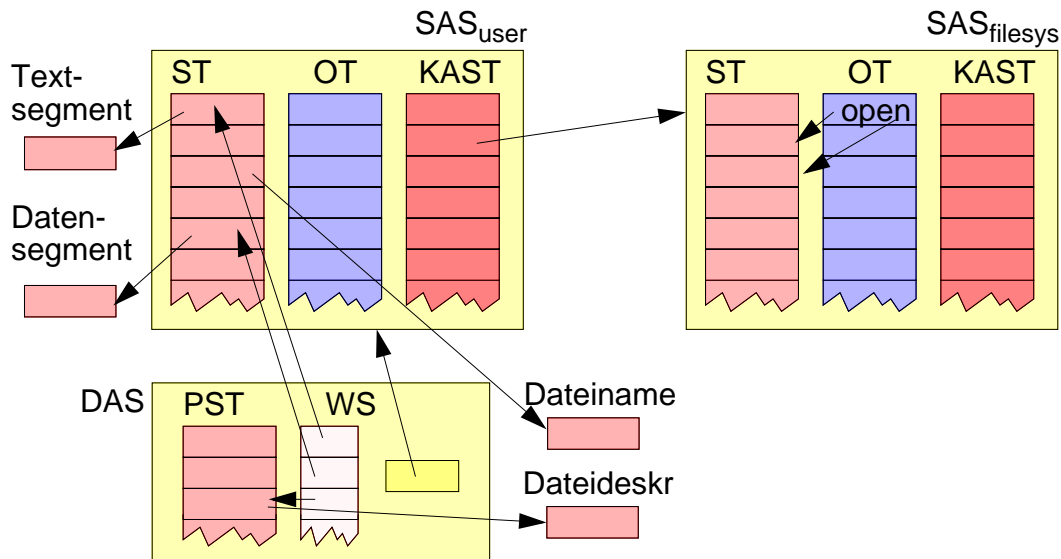 SASuser
SASfilesys
Text-
segment
ST OT KAST
ST OT KAST
open
Daten-
segment
DAS
PST WS
Dateiname
Dateideskr